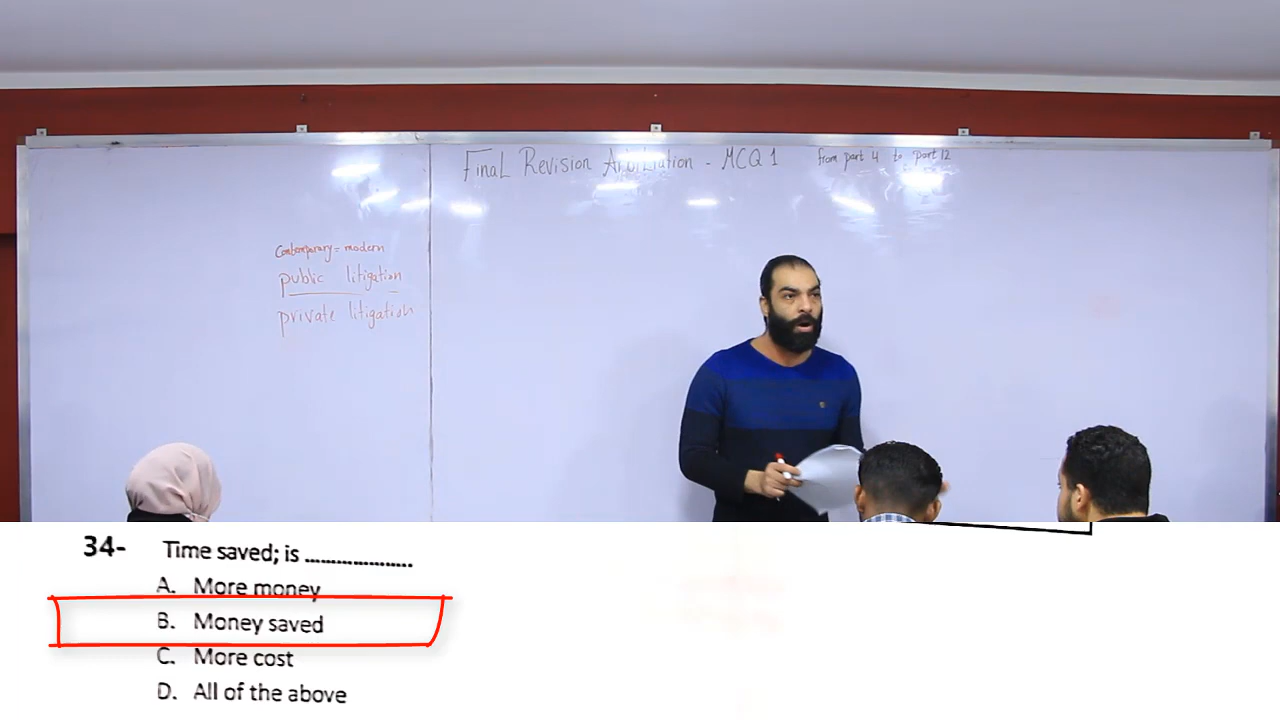 Final Revision Arbitration - MCQ 1 from part 4 to part 12
Contemporary = modern
public litigation
private litigation
34- Time saved; is ....................
A. More money
B. Money saved
C. More cost
D. All of the above